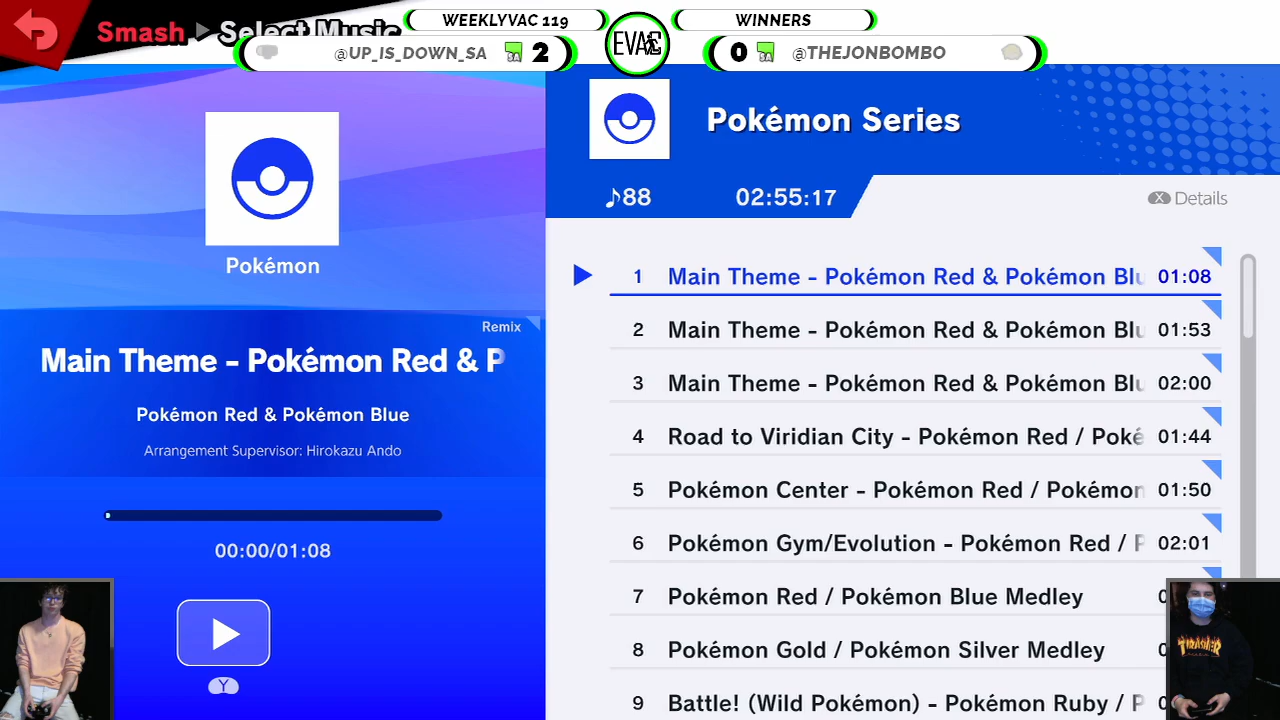 WEEKLYVAC 119
WINNERS
Smash ▶ Select Music
@UP_IS_DOWN_SA SA 2
EVAC
0 SA @THEJONBOMBO
Pokémon Series
♪88 02:55:17
X Details
Pokémon
Remix
Main Theme - Pokémon Red & P
Pokémon Red & Pokémon Blue
Arrangement Supervisor: Hirokazu Ando
00:00/01:08
Y
1 Main Theme - Pokémon Red & Pokémon Blu 01:08
2 Main Theme - Pokémon Red & Pokémon Blu 01:53
3 Main Theme - Pokémon Red & Pokémon Blu 02:00
4 Road to Viridian City - Pokémon Red / Poké 01:44
5 Pokémon Center - Pokémon Red / Pokémon 01:50
6 Pokémon Gym/Evolution - Pokémon Red / P 02:01
7 Pokémon Red / Pokémon Blue Medley
8 Pokémon Gold / Pokémon Silver Medley
9 Battle! (Wild Pokémon) - Pokémon Ruby / P
THRASHER